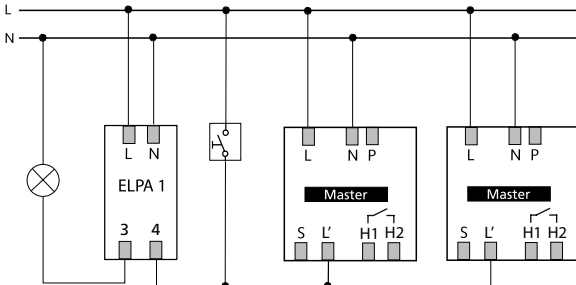 L
N
L N
ELPA 1
3 4
L N P
Master
S L' H1 H2
L N P
Master
S L' H1 H2